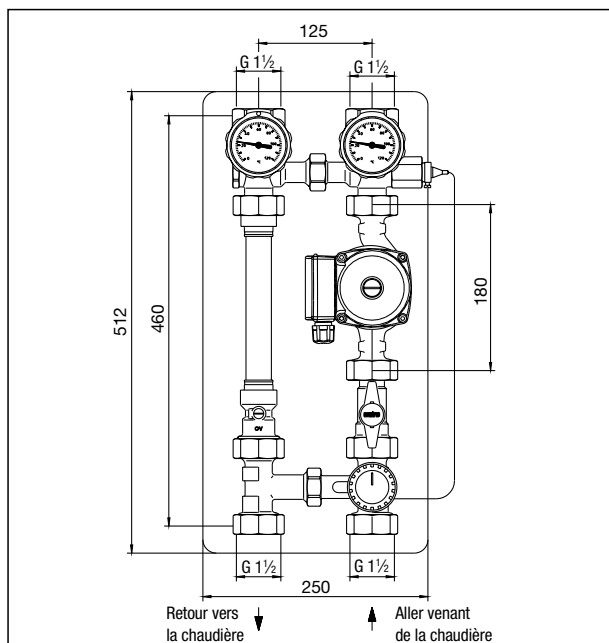 125
G 1½
G 1½
512
460
180
OV
G 1½
G 1½
250
Retour vers
la chaudière
Aller venant
de la chaudière